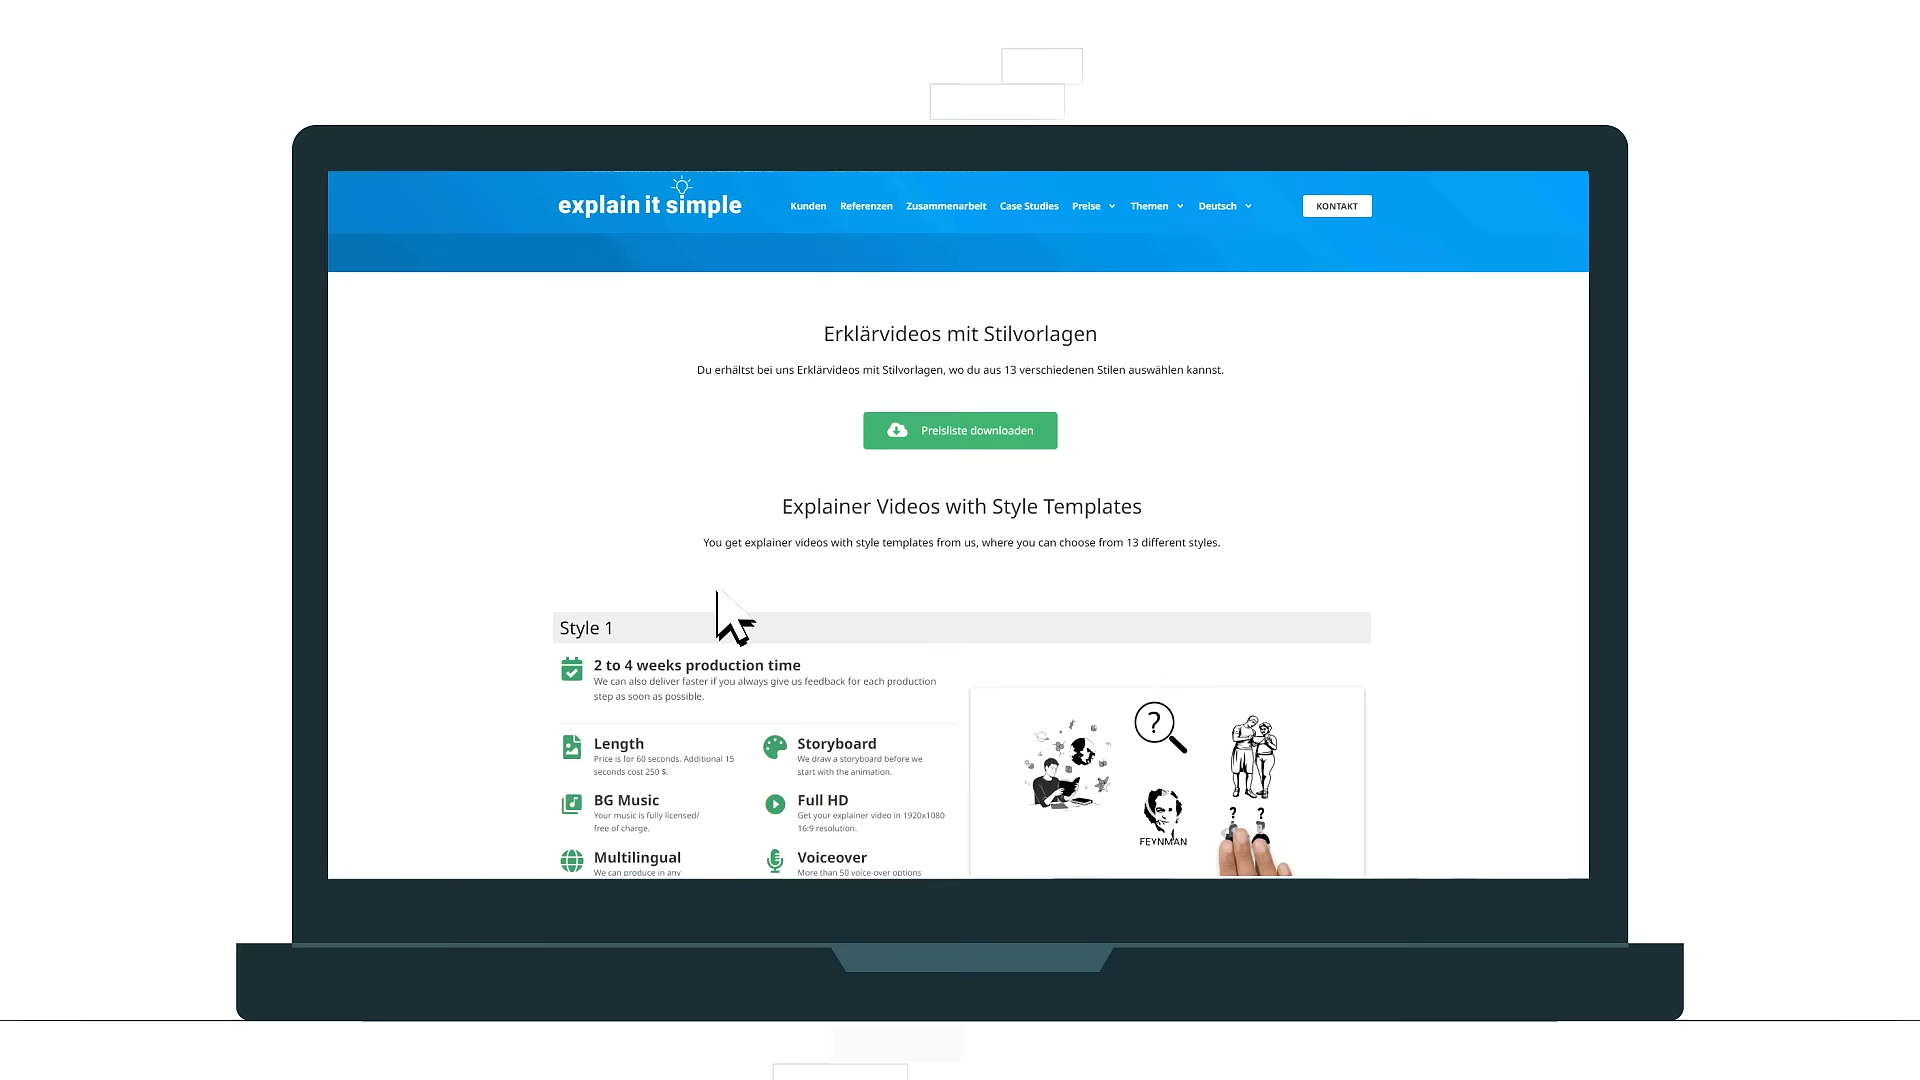 explain it simple
Kunden Referenzen Zusammenarbeit Case Studies Preise Themen Deutsch KONTAKT
Erklärvideos mit Stilvorlagen
Du erhältst bei uns Erklärvideos mit Stilvorlagen, wo du aus 13 verschiedenen Stilen auswählen kannst.
Preisliste downloaden
Explainer Videos with Style Templates
You get explainer videos with style templates from us, where you can choose from 13 different styles.
Style 1
2 to 4 weeks production time
We can also deliver faster if you always give us feedback for each production
step as soon as possible.
Length
Price is for 60 seconds. Additional 15
seconds cost 250 $.
Storyboard
We draw a storyboard before we
start with the animation.
BG Music
Your music is fully licensed/
free of charge.
Full HD
Get your explainer video in 1920x1080
16:9 resolution.
Multilingual
We can produce in any
Voiceover
More than 50 voice-over options
?
FEYNMAN
? ?